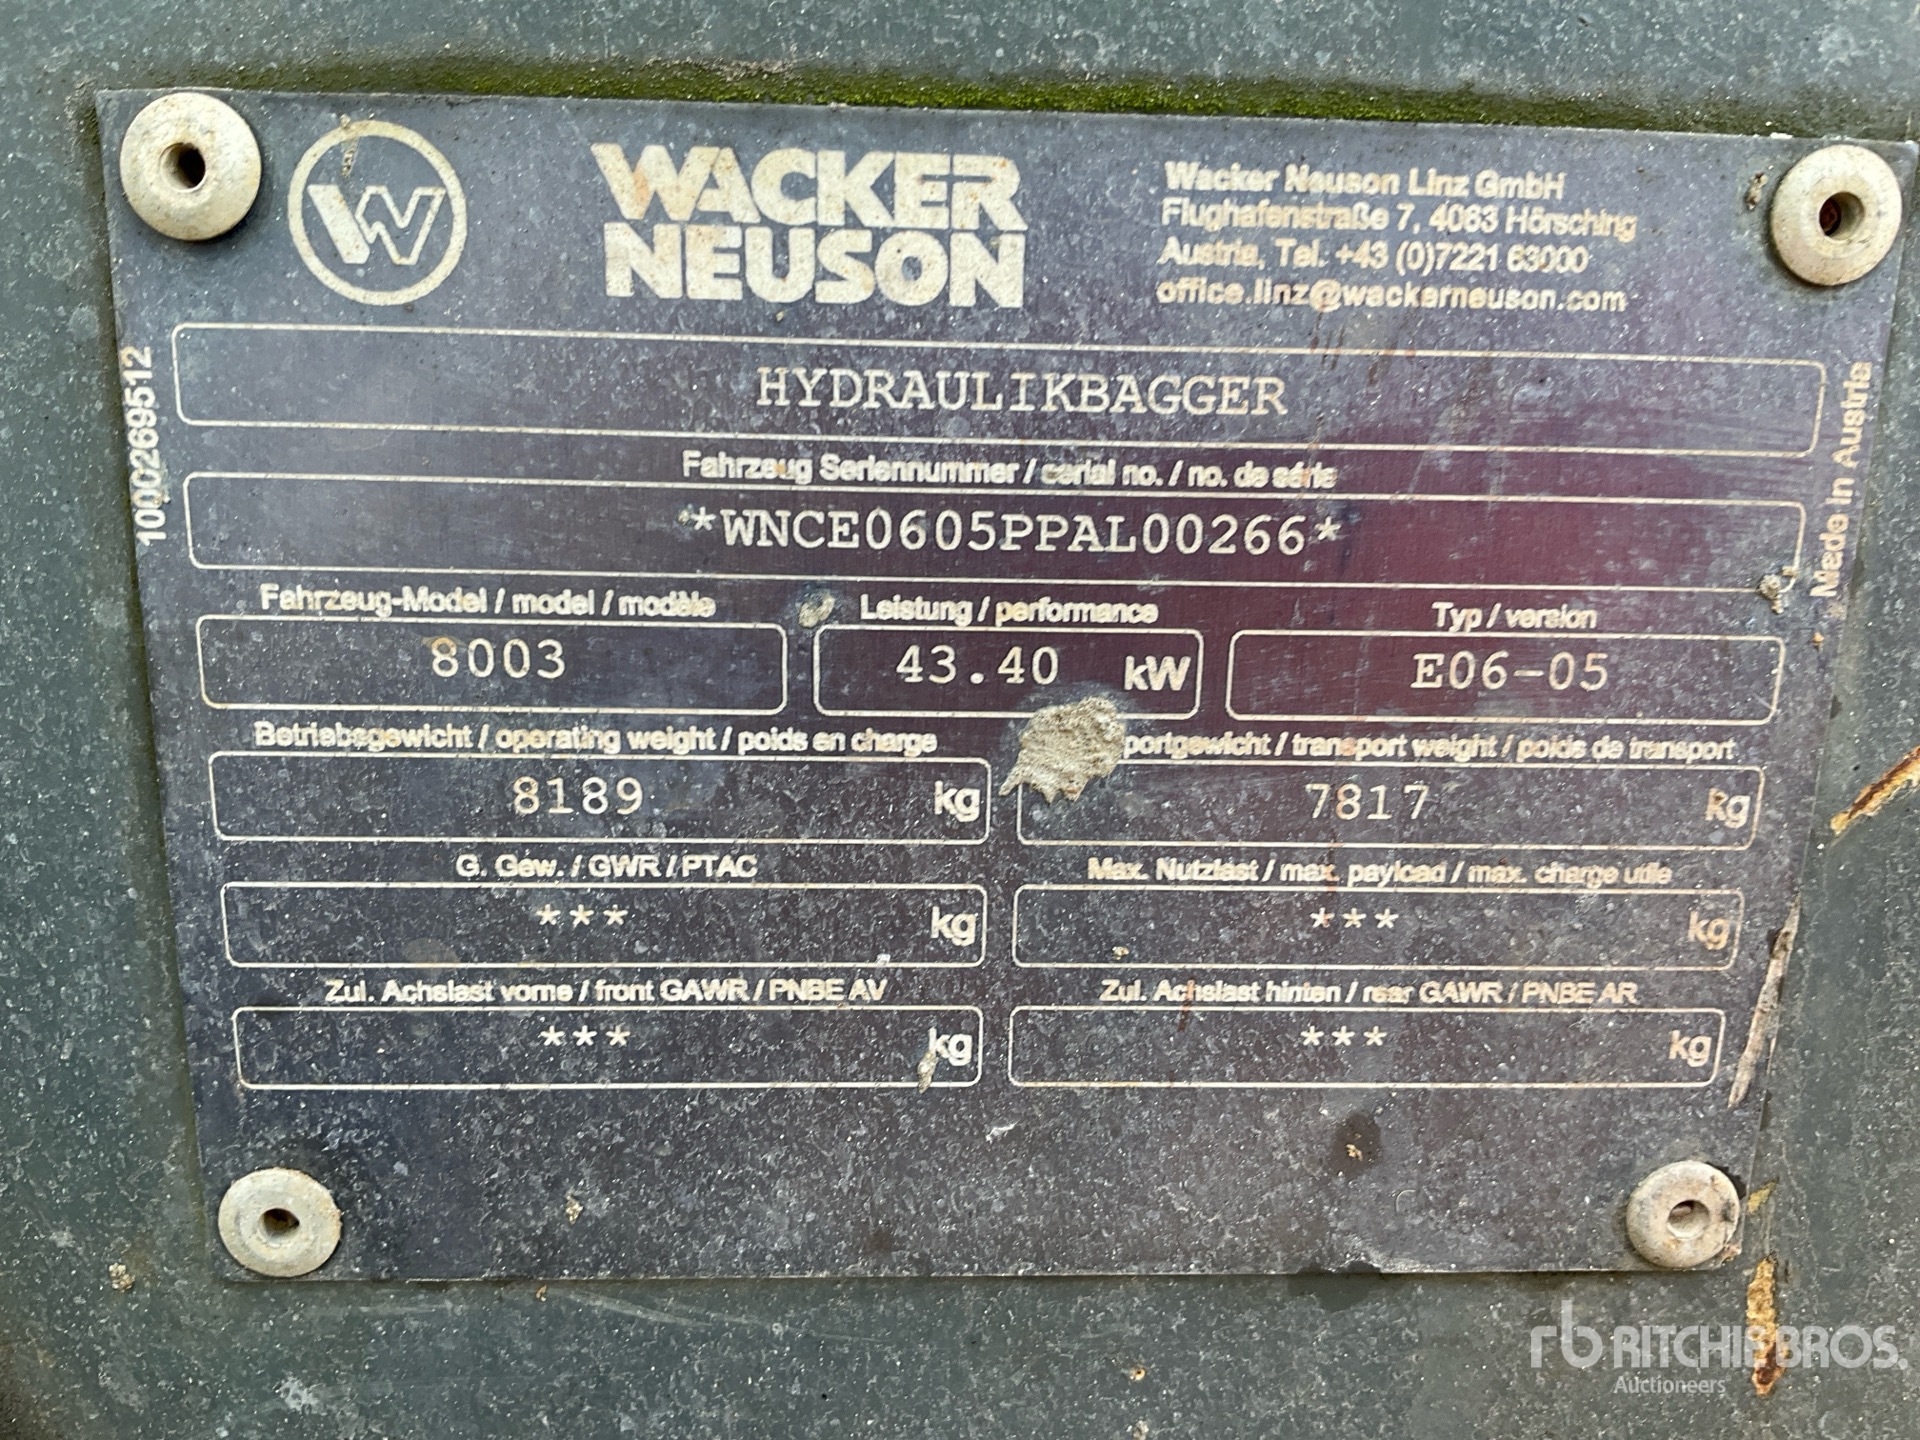 WACKER
NEUSON
Wacker Neuson Linz GmbH
Flughafenstraße 7, 4063 Hörsching
Austria, Tel. +43 (0)7221 63000
office.linz@wackerneuson.com
1000269512
HYDRAULIKBAGGER
Made in Austria
Fahrzeug Seriennummer / serial no. / no. de série
*WNCE0605PPAL00266*
Fahrzeug-Model / model / modèle
8003
Leistung / performance
43.40 kW
Typ / version
E06-05
Betriebsgewicht / operating weight / poids en charge
8189 kg
portgewicht / transport weight / poids de transport
7817 kg
G. Gew. / GWR / PTAC
*** kg
Max. Nutzlast / max. payload / max. charge utile
*** kg
Zul. Achslast vorne / front GAWR / PNBE AV
*** kg
Zul. Achslast hinten / rear GAWR / PNBE AR
*** kg
rb RITCHIE BROS.
Auctioneers